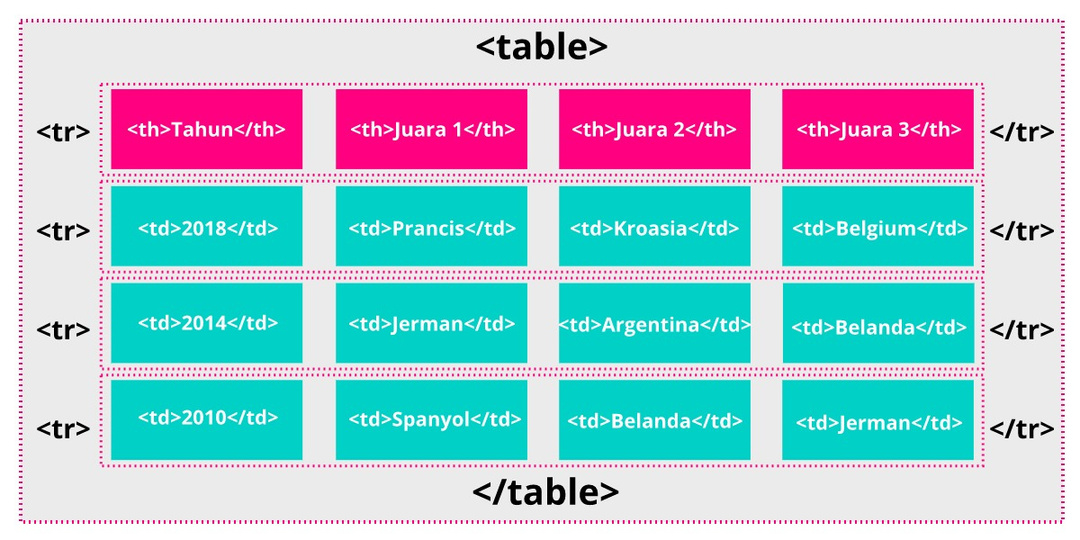 <table>
<tr> <th>Tahun</th> <th>Juara 1</th> <th>Juara 2</th> <th>Juara 3</th> </tr>
<tr> <td>2018</td> <td>Prancis</td> <td>Kroasia</td> <td>Belgium</td> </tr>
<tr> <td>2014</td> <td>Jerman</td> <td>Argentina</td> <td>Belanda</td> </tr>
<tr> <td>2010</td> <td>Spanyol</td> <td>Belanda</td> <td>Jerman</td> </tr>
</table>